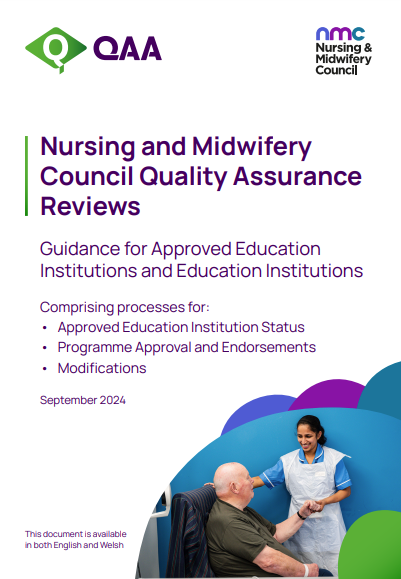 QAA
nmc
Nursing &
Midwifery
Council
Nursing and Midwifery
Council Quality Assurance
Reviews
Guidance for Approved Education
Institutions and Education Institutions
Comprising processes for:
• Approved Education Institution Status
• Programme Approval and Endorsements
• Modifications
September 2024
This document is available
in both English and Welsh